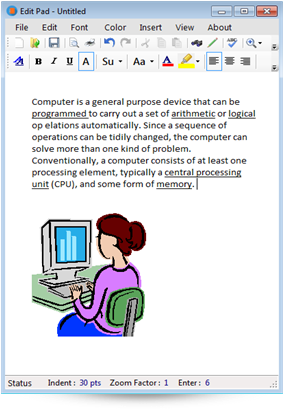 Edit Pad - Untitled
File Edit Font Color Insert View About
ABC
B I U A Su Aa A
Computer is a general purpose device that can be
programmed to carry out a set of arithmetic or logical
op elations automatically. Since a sequence of
operations can be tidily changed, the computer can
solve more than one kind of problem.
Conventionally, a computer consists of at least one
processing element, typically a central processing
unit (CPU), and some form of memory.
Status Indent : 30 pts Zoom Factor : 1 Enter : 6